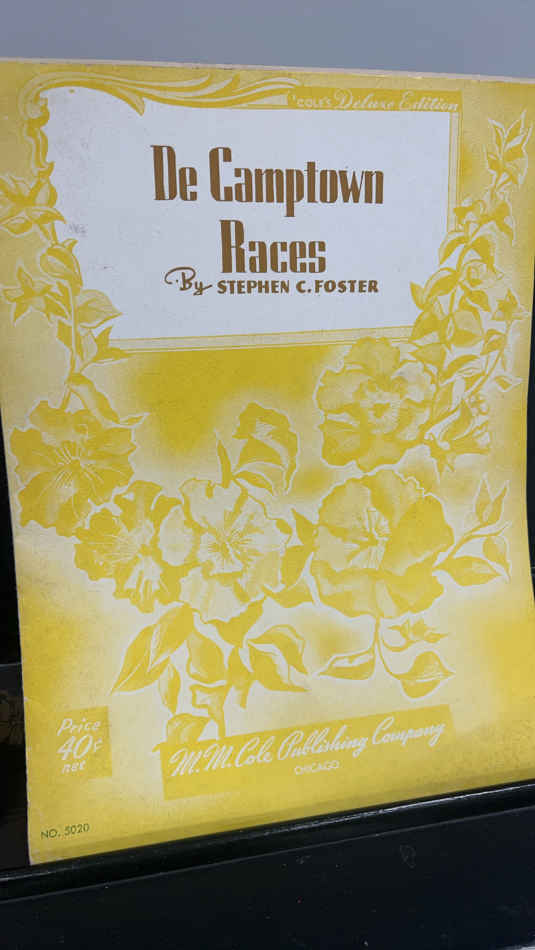 COLE'S Deluxe Edition
De Camptown
Races
By STEPHEN C. FOSTER
Price
40¢
net
M. M. Cole Publishing Company
CHICAGO
NO. 5020